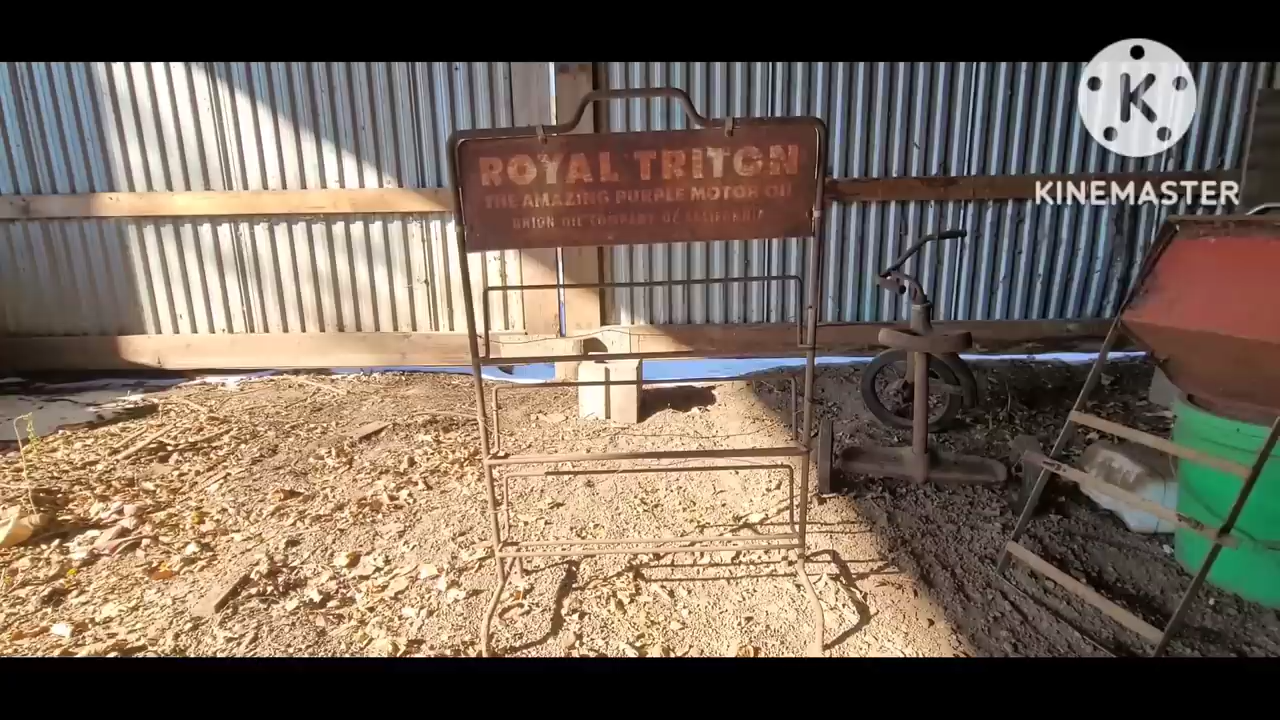 ROYAL TRITON
THE AMAZING PURPLE MOTOR OIL
UNION OIL COMPANY OF CALIFORNIA
K
KINEMASTER